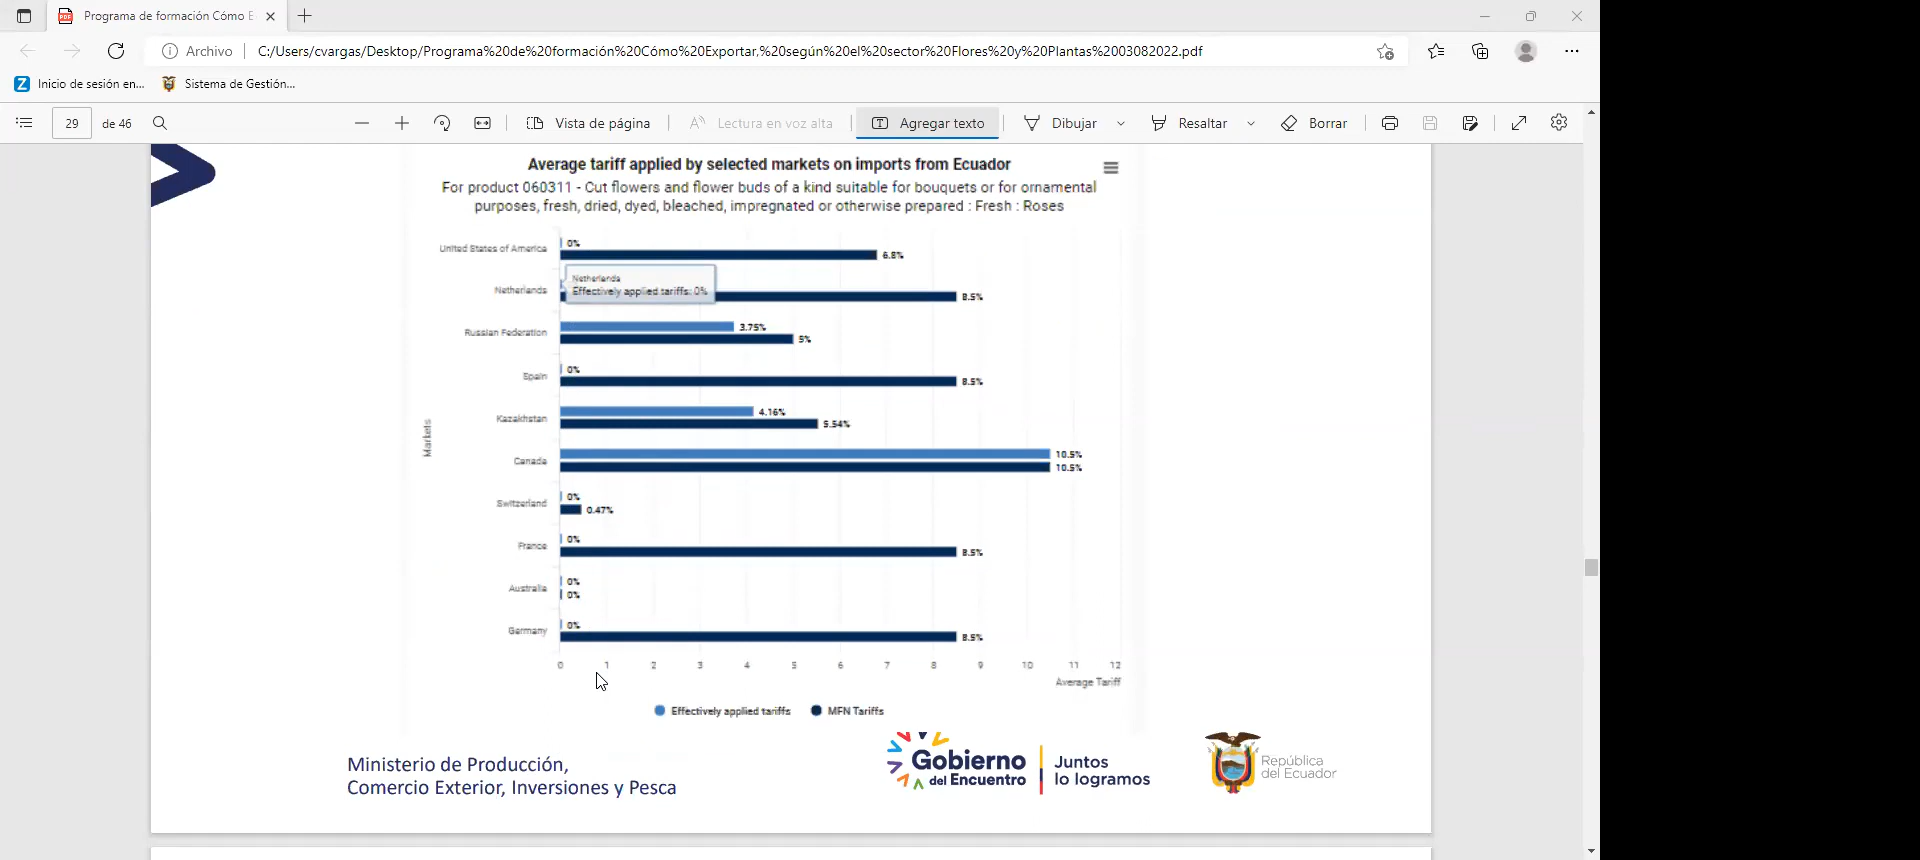 Programa de formación Cómo E
Archivo
C:/Users/cvargas/Desktop/Programa%20de%20formación%20Cómo%20Exportar,%20según%20el%20sector%20Flores%20y%20Plantas%2003082022.pdf
Inicio de sesión en...
Sistema de Gestión...
29
de 46
Vista de página
Lectura en voz alta
Agregar texto
Dibujar
Resaltar
Borrar
Average tariff applied by selected markets on imports from Ecuador
For product 060311 - Cut flowers and flower buds of a kind suitable for bouquets or for ornamental
purposes, fresh, dried, dyed, bleached, impregnated or otherwise prepared : Fresh : Roses
United States of America
0%
6.8%
Netherlands
Netherlands
Effectively applied tariffs: 0%
8.5%
Russian Federation
3.75%
5%
Spain
0%
8.5%
Kazakhstan
4.16%
5.54%
Markets
Canada
10.5%
10.5%
Switzerland
0%
0.47%
France
0%
8.5%
Australia
0%
0%
Germany
0%
8.5%
0 1 2 3 4 5 6 7 8 9 10 11 12
Average Tariff
Effectively applied tariffs
MFN Tariffs
Ministerio de Producción,
Comercio Exterior, Inversiones y Pesca
Gobierno
del Encuentro
Juntos
lo logramos
República
del Ecuador